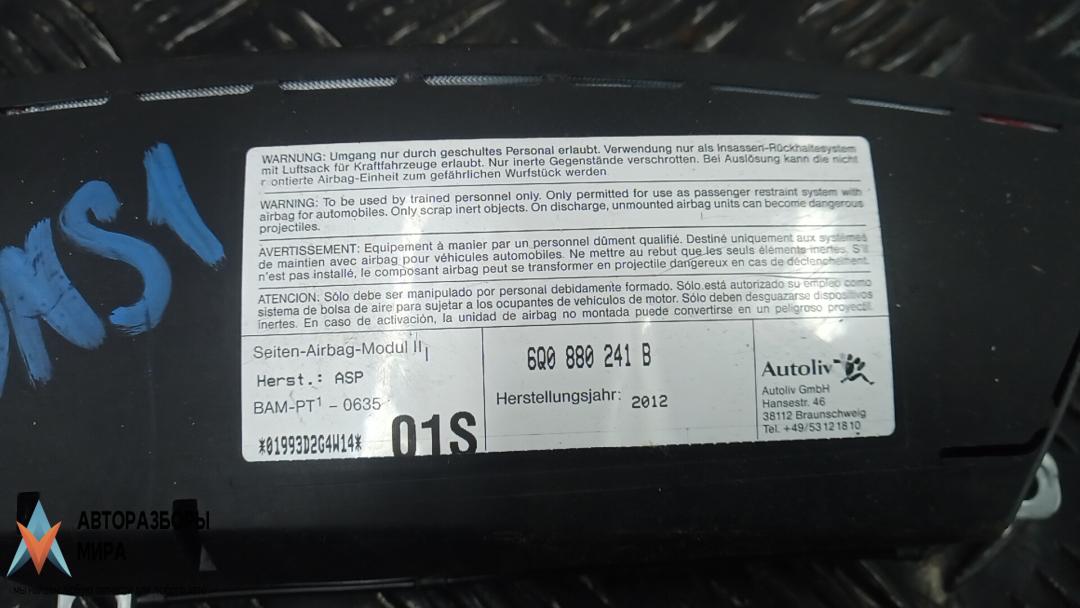 WARNUNG: Umgang nur durch geschultes Personal erlaubt. Verwendung nur als Insassen-Rückhaltesystem
mit Luftsack für Kraftfahrzeuge erlaubt. Nur inerte Gegenstände verschrotten. Bei Auslösung kann die nicht
r ontierte Airbag-Einheit zum gefährlichen Wurfstück werden
WARNING: To be used by trained personnel only. Only permitted for use as passenger restraint system with
airbag for automobiles. Only scrap inert objects. On discharge, unmounted airbag units can become dangerous
projectiles.
AVERTISSEMENT: Equipement à manier par un personnel dûment qualifié. Destiné uniquement aux systèmes
de maintien avec airbag pour véhicules automobiles. Ne mettre au rebut que les seuls éléments inertes. S'il
n'est pas installé, le composant airbag peut se transformer en projectile dangereux en cas de déclenchement.
ATENCION: Sólo debe ser manipulado por personal debidamente formado. Sólo está autorizado su empleo como
sistema de bolsa de aire para sujetar a los ocupantes de vehículos de motor. Sólo deben desguazarse dispositivos
inertes. En caso de activación, la unidad de airbag no montada puede convertirse en un peligroso proyectil.
Seiten-Airbag-Modul II
Herst.: ASP
BAM-PT¹ - 0635
*01993D2G4W14*
01S
6Q0 880 241 B
Herstellungsjahr: 2012
Autoliv
Autoliv GmbH
Hansestr. 46
38112 Braunschweig
Tel. +49/53121810
АВТОРАЗБОРЫ
МИРА